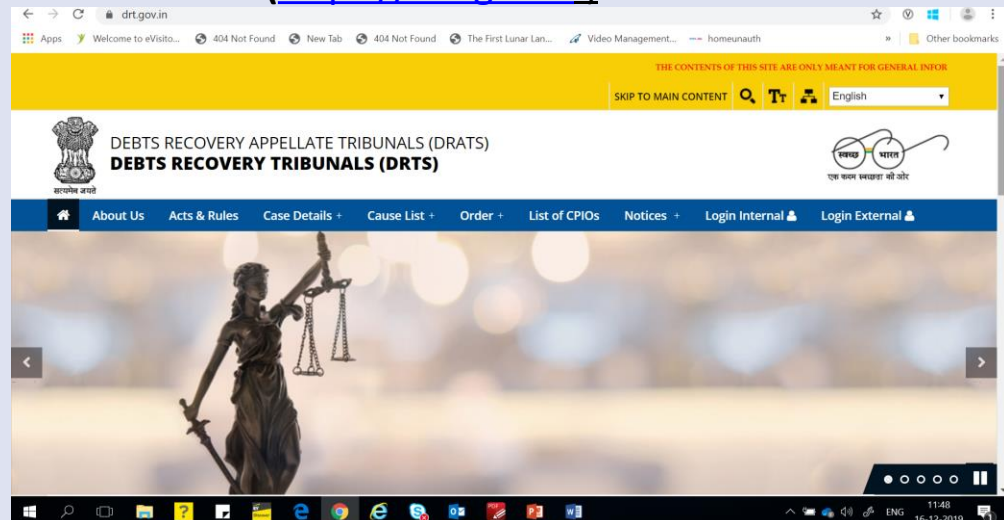 drt.gov.in
Apps Welcome to eVisito... 404 Not Found New Tab 404 Not Found The First Lunar Lan... Video Management... homeunauth » Other bookmarks
THE CONTENTS OF THIS SITE ARE ONLY MEANT FOR GENERAL INFOR
SKIP TO MAIN CONTENT TT English
DEBTS RECOVERY APPELLATE TRIBUNALS (DRATS)
DEBTS RECOVERY TRIBUNALS (DRTS)
सत्यमेव जयते
स्वच्छ भारत
एक कदम स्वच्छता की ओर
About Us Acts & Rules Case Details + Cause List + Order + List of CPIOs Notices + Login Internal Login External
ENG 11:48
16-12-2019